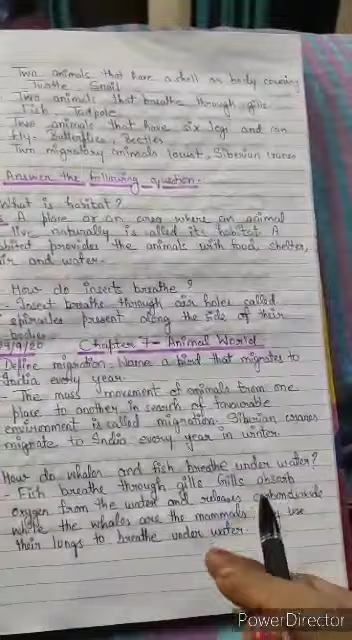 Two animals that have a shell as body covering
Turtle, Snail
Two animals that breathe through gills
Fish, Tadpole
Two animals that have six legs and can
fly- Butterflies, Beetles
Two migratory animals locust, Siberian cranes
Answer the following question.
What is habitat?
A place or an area where an animal
live naturally is called its habitat. A
habitat provides the animals with food, shelter,
air and water.
How do insects breathe?
- Insect breathe through air holes called
spiracles present along the side of their
bodies
29/9/20 Chapter 7- Animal World
Define migration. Name a bird that migrates to
India every year.
- The mass movement of animals from one
place to another in search of favourable
environment is called migration. Siberian cranes
migrate to India every year in winter.
How do whales and fish breathe under water?
- Fish breathe through gills. Gills absorb
oxygen from the water and releases carbondioxide
while the whales are the mammals. use
their lungs to breathe under water.
PowerDirector